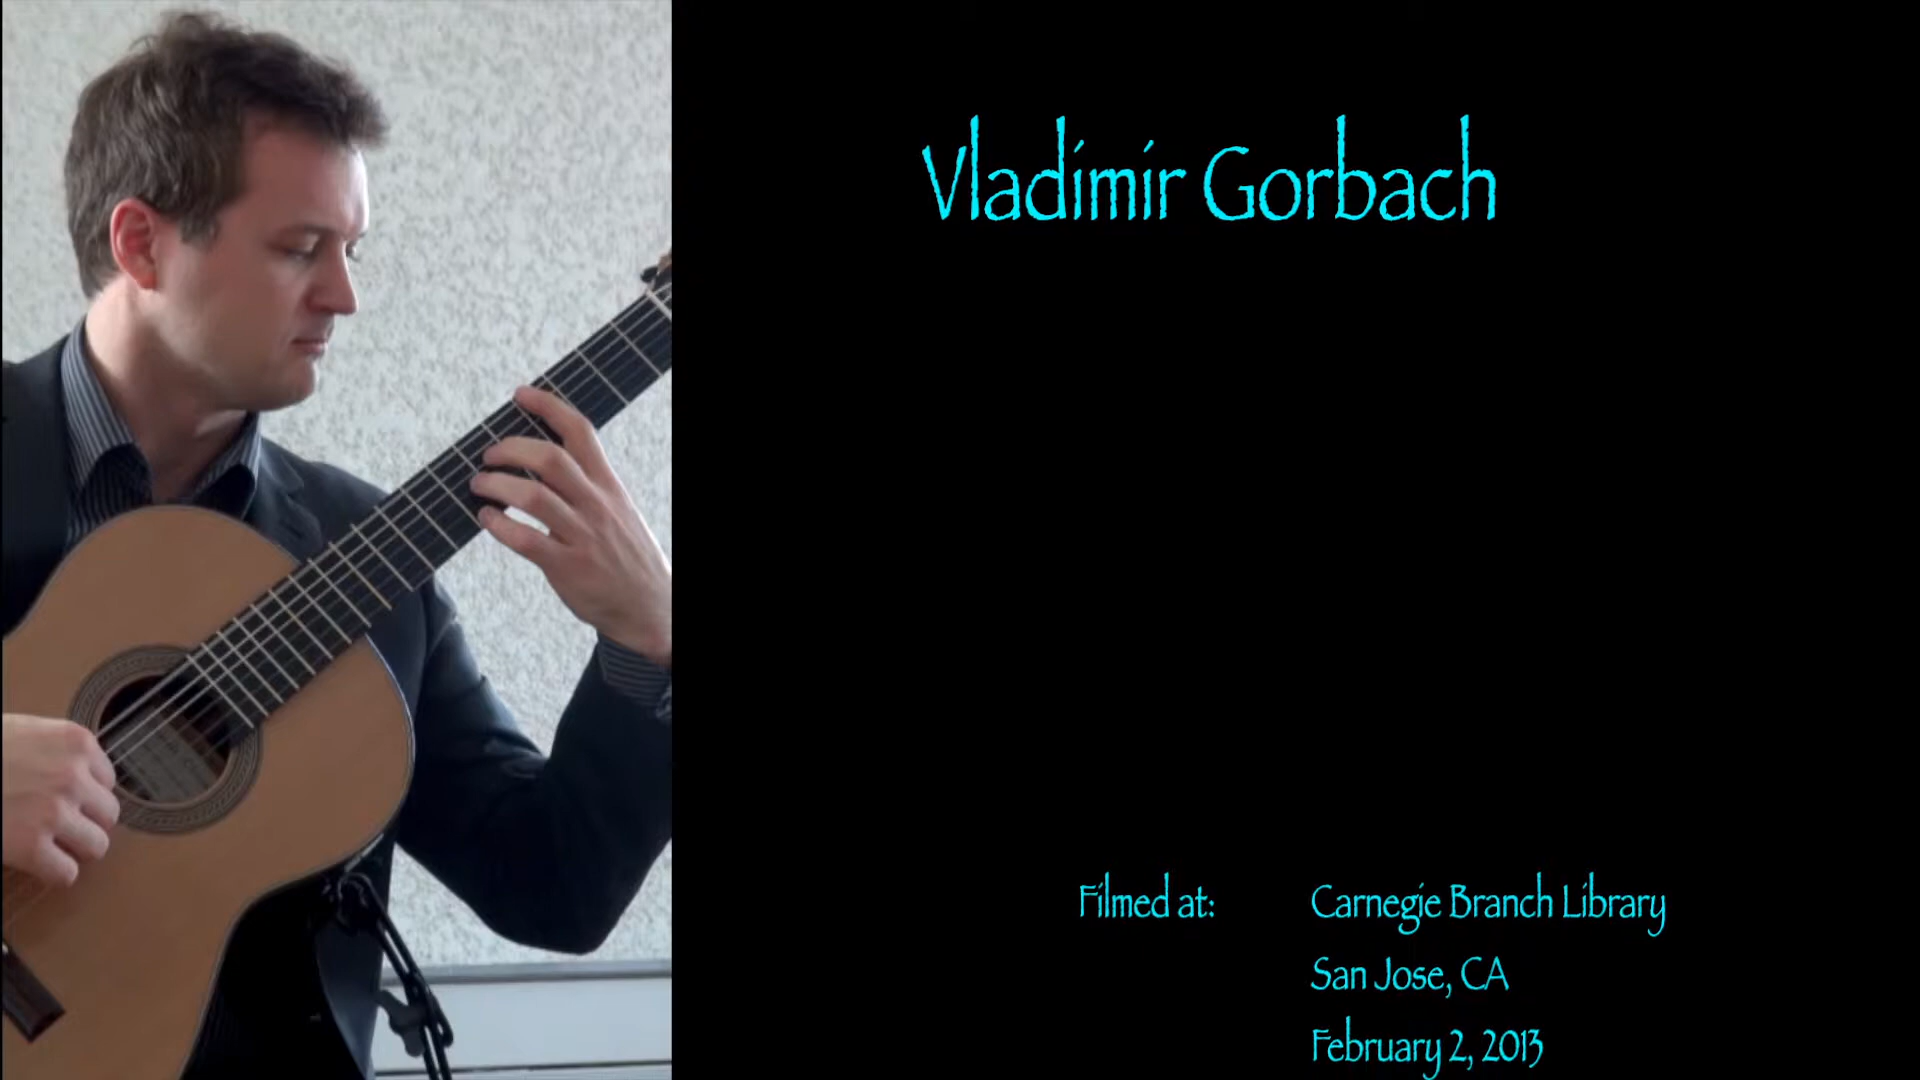 Vladimir Gorbach
Filmed at: Carnegie Branch Library
San Jose, CA
February 2, 2013